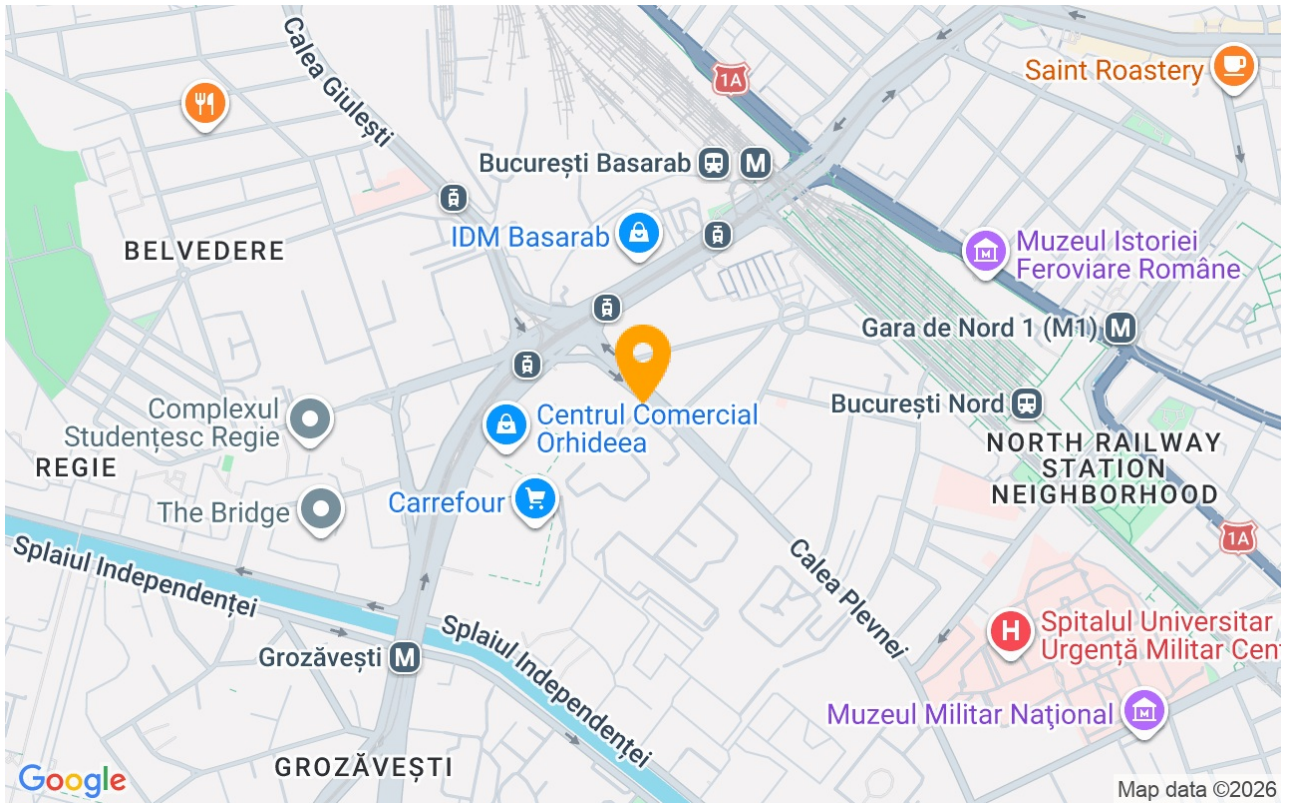 Calea Giulești
1A
Saint Roastery
București Basarab
M
IDM Basarab
BELVEDERE
Muzeul Istoriei
Feroviare Române
Gara de Nord 1 (M1)
M
București Nord
Complexul
Studențesc Regie
REGIE
Centrul Comercial
Orhideea
NORTH RAILWAY
STATION
NEIGHBORHOOD
The Bridge
Carrefour
1A
Splaiul Independenței
Calea Plevnei
H
Spitalul Universitar
Urgență Militar Cen
Splaiul Independenței
Grozăvești
M
Muzeul Militar Naţional
GROZĂVEȘTI
Google
Map data ©2026